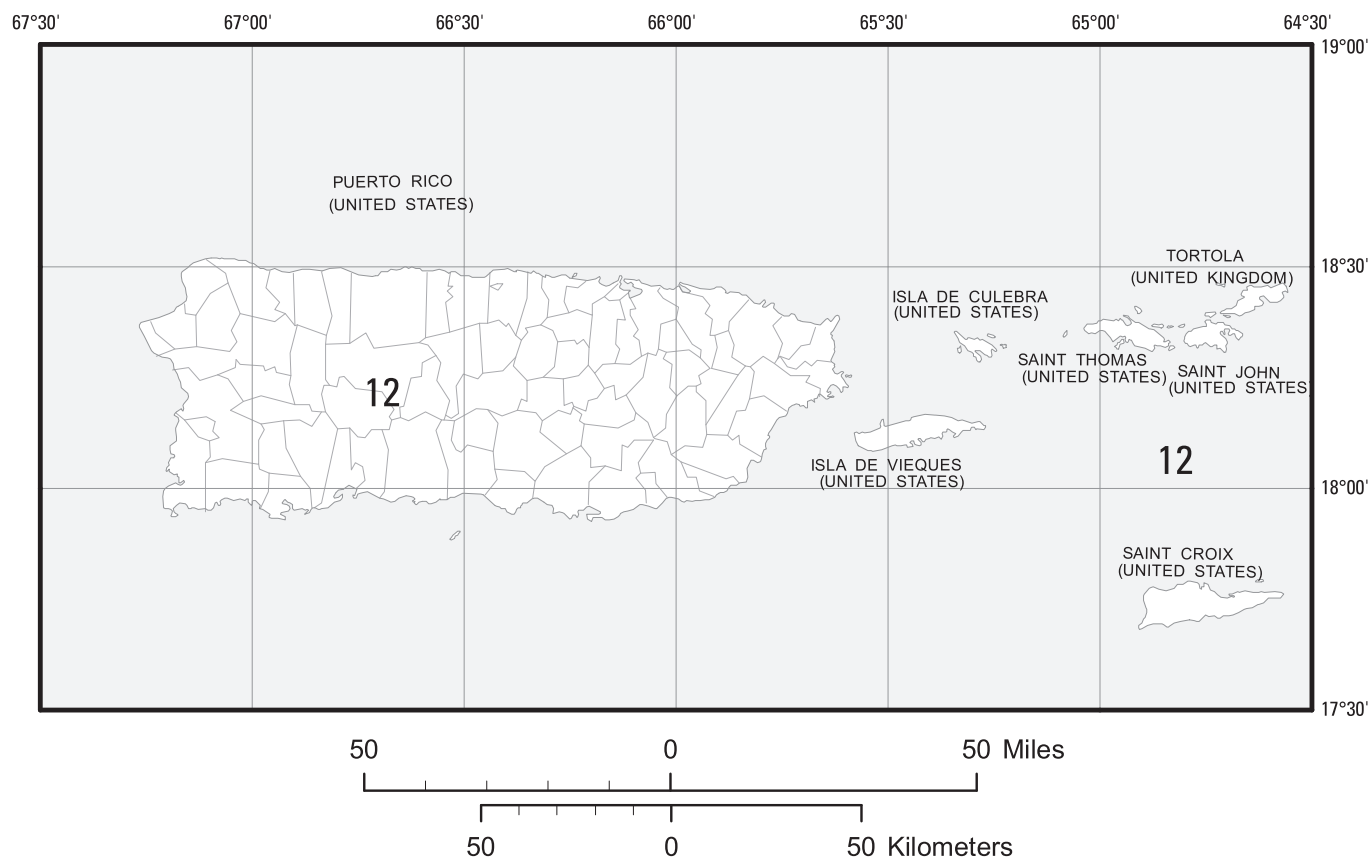 67°30' 67°00' 66°30' 66°00' 65°30' 65°00' 64°30'
19°00'
PUERTO RICO
(UNITED STATES)
TORTOLA
(UNITED KINGDOM)
18°30'
ISLA DE CULEBRA
(UNITED STATES)
SAINT THOMAS
(UNITED STATES)
SAINT JOHN
(UNITED STATES)
12
12
ISLA DE VIEQUES
(UNITED STATES)
18°00'
SAINT CROIX
(UNITED STATES)
17°30'
50 0 50 Miles
50 0 50 Kilometers